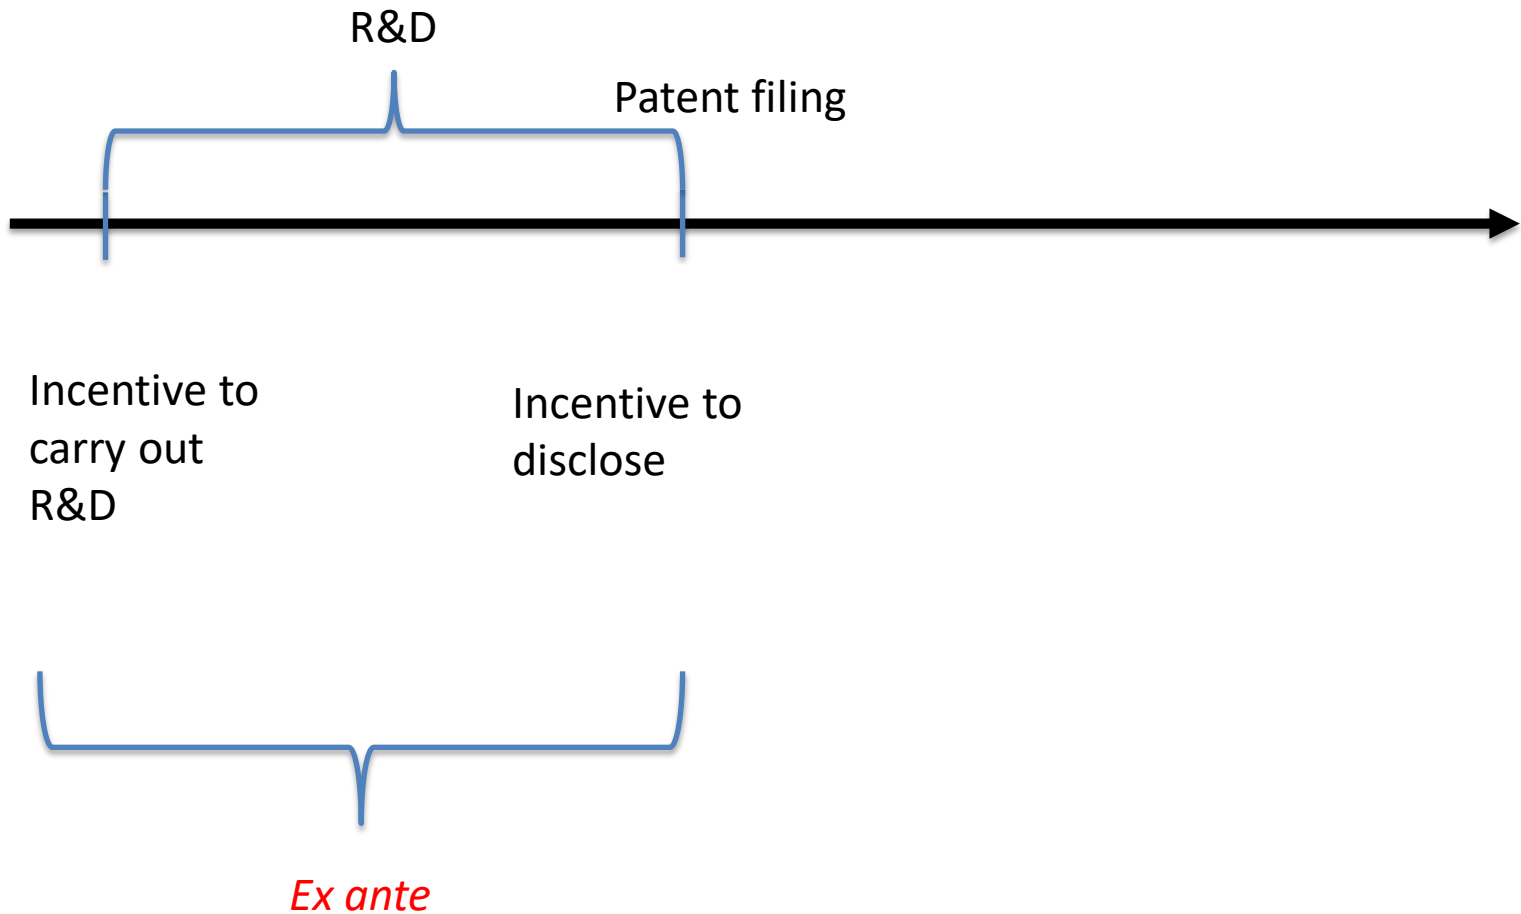 R&D
Patent filing
Incentive to
carry out
R&D
Incentive to
disclose
Ex ante